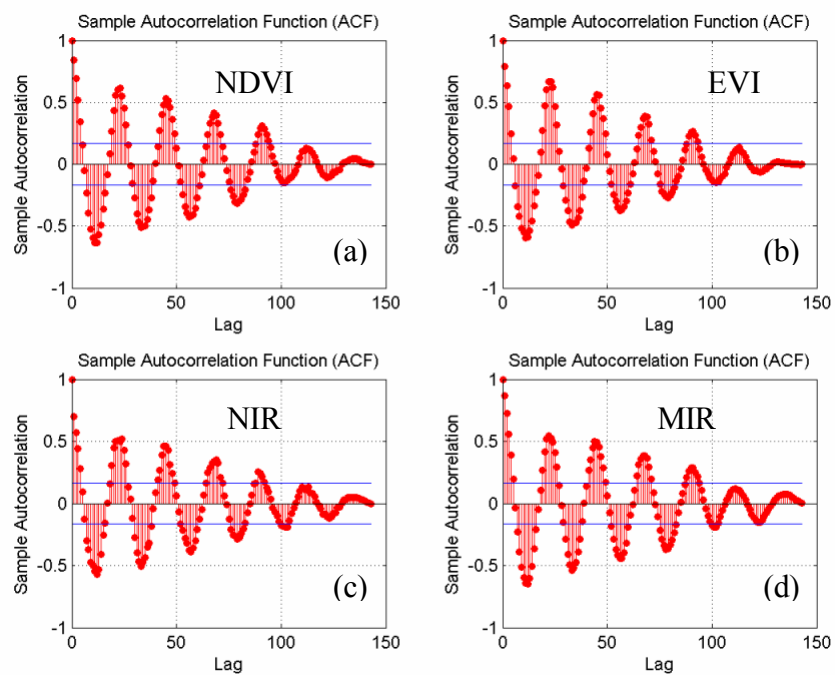 Sample Autocorrelation Function (ACF)
Sample Autocorrelation
1
0.5
0
-0.5
-1
NDVI
(a)
0
50
100
150
Lag
Sample Autocorrelation Function (ACF)
Sample Autocorrelation
1
0.5
0
-0.5
-1
EVI
(b)
0
50
100
150
Lag
Sample Autocorrelation Function (ACF)
Sample Autocorrelation
1
0.5
0
-0.5
-1
NIR
(c)
0
50
100
150
Lag
Sample Autocorrelation Function (ACF)
Sample Autocorrelation
1
0.5
0
-0.5
-1
MIR
(d)
0
50
100
150
Lag